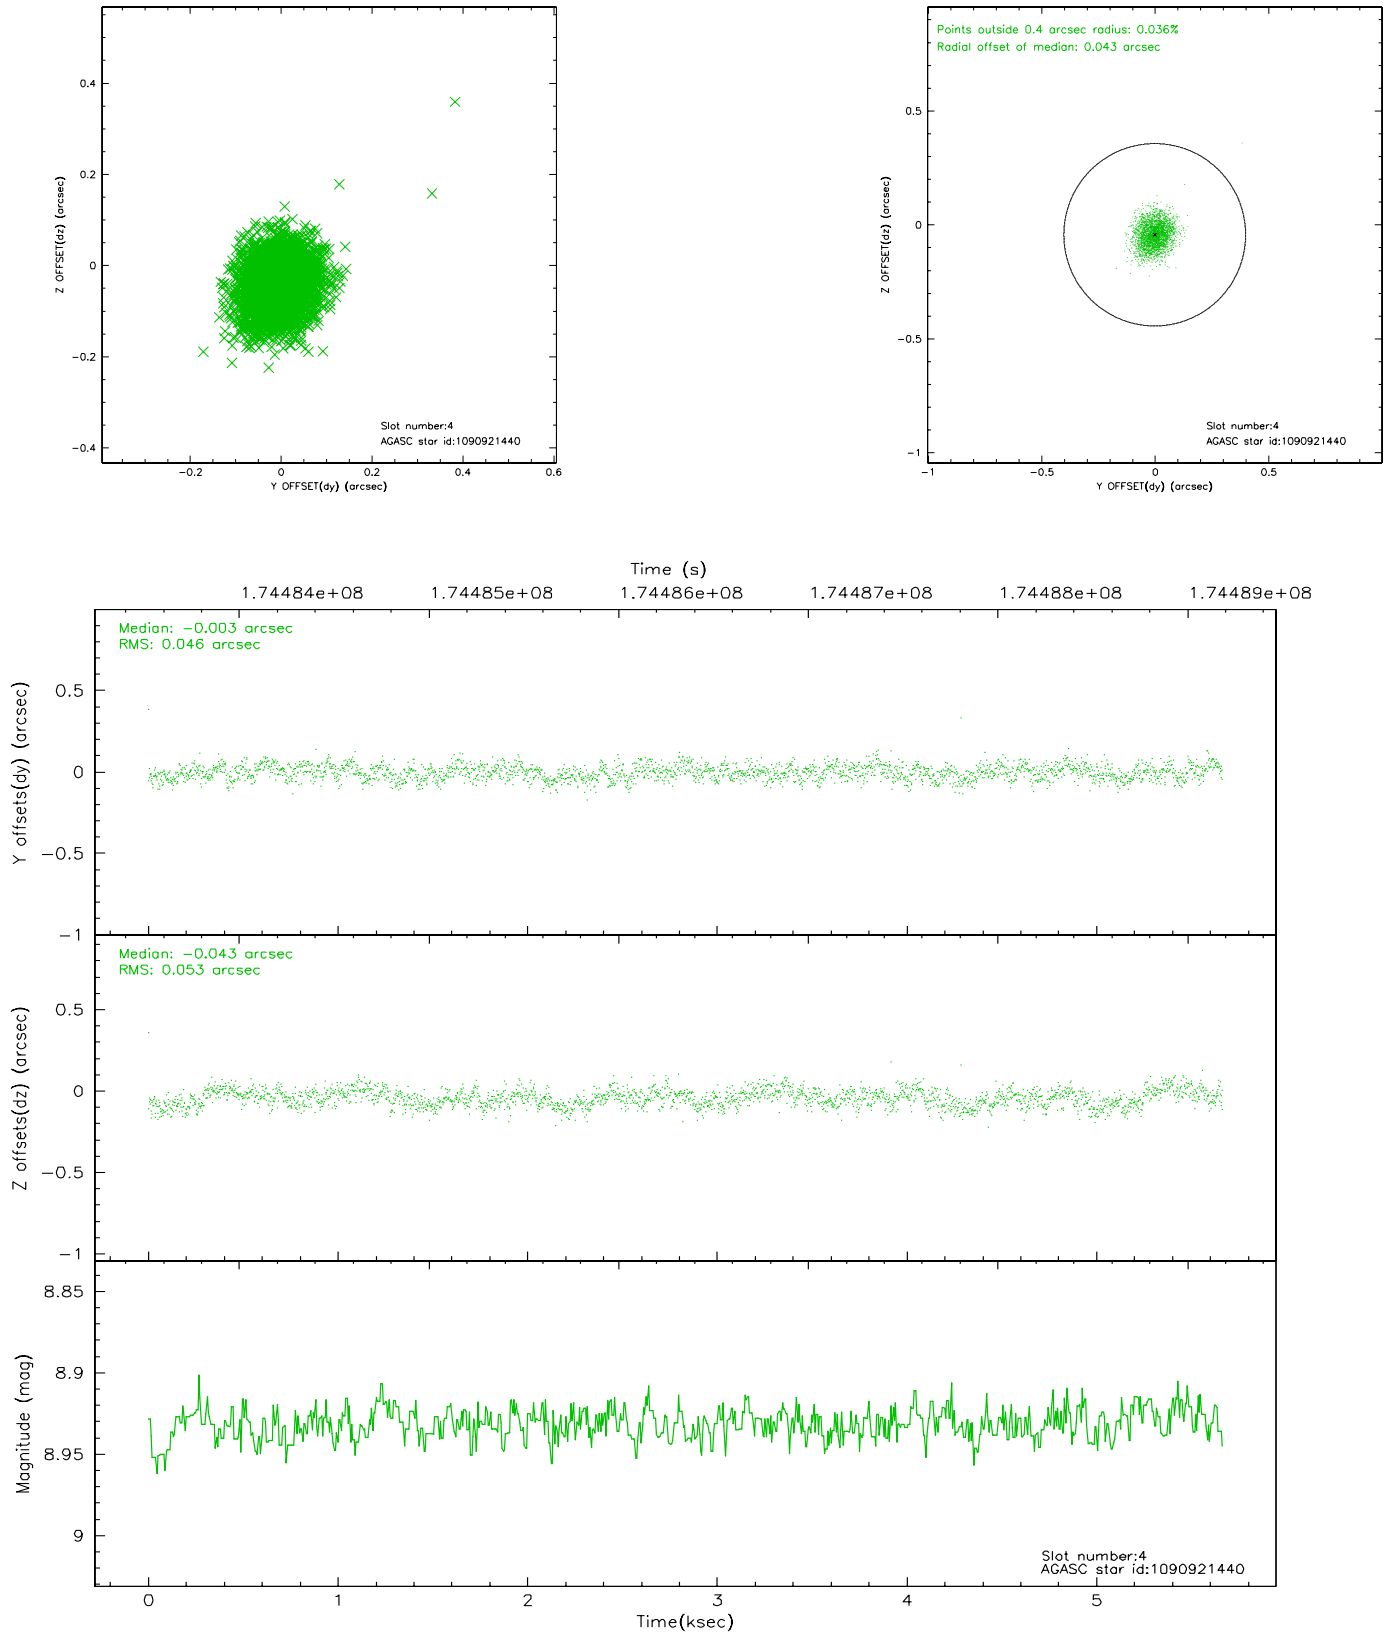 0.4
0.2
0
−0.2
−0.4
Z OFFSET(dz) (arcsec)
Slot number:4
AGASC star id:1090921440
−0.2 0 0.2 0.4 0.6
Y OFFSET(dy) (arcsec)
Points outside 0.4 arcsec radius: 0.036%
Radial offset of median: 0.043 arcsec
0.5
0
−0.5
−1
Z OFFSET(dz) (arcsec)
Slot number:4
AGASC star id:1090921440
−1 −0.5 0 0.5
Y OFFSET(dy) (arcsec)
Time (s)
1.74484e+08 1.74485e+08 1.74486e+08 1.74487e+08 1.74488e+08 1.74489e+08
Median: −0.003 arcsec
RMS: 0.046 arcsec
0.5
0
−0.5
−1
Y offsets(dy) (arcsec)
Median: −0.043 arcsec
RMS: 0.053 arcsec
0.5
0
−0.5
−1
Z offsets(dz) (arcsec)
8.85
8.9
8.95
9
Magnitude (mag)
Slot number:4
AGASC star id:1090921440
0 1 2 3 4 5
Time(ksec)